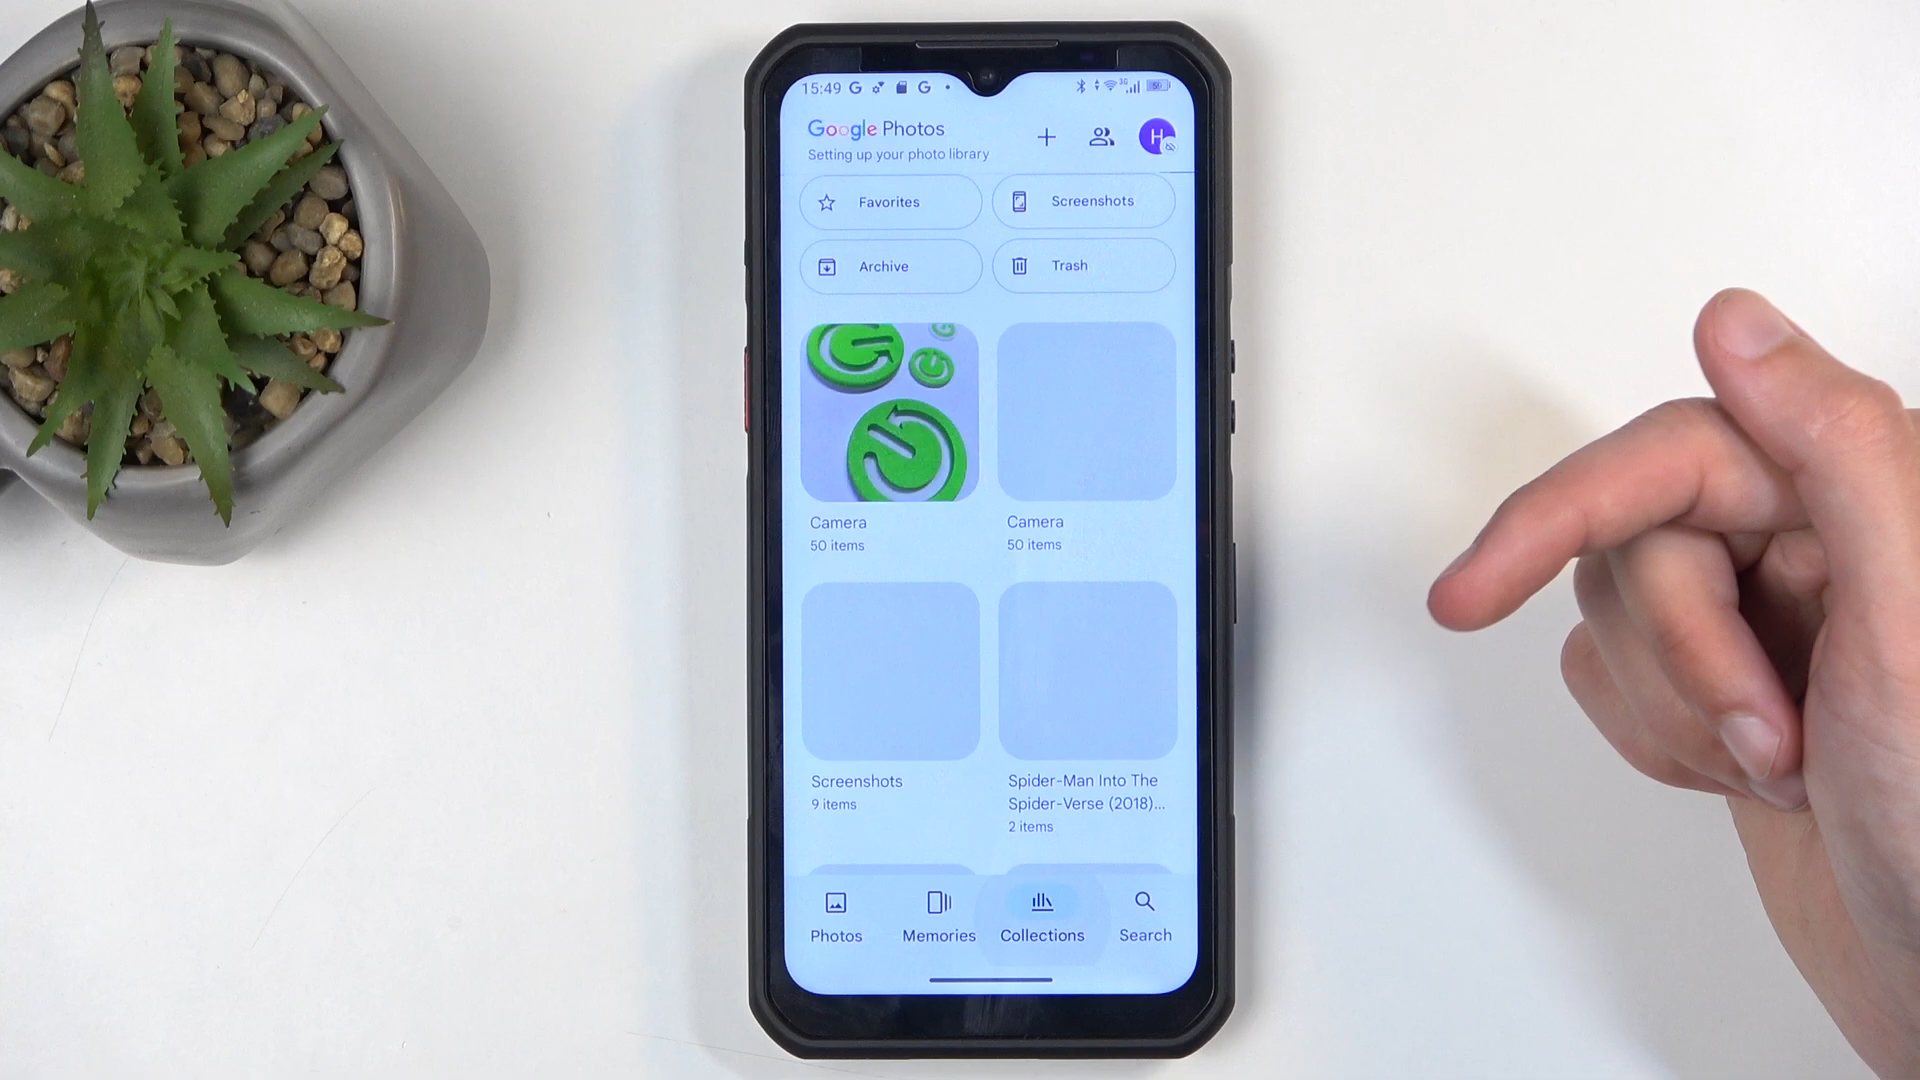 15:49
3G
Google Photos
Setting up your photo library
H
Favorites
Screenshots
Archive
Trash
Camera
50 items
Camera
50 items
Screenshots
9 items
Spider-Man Into The
Spider-Verse (2018)...
2 items
Photos
Memories
Collections
Search